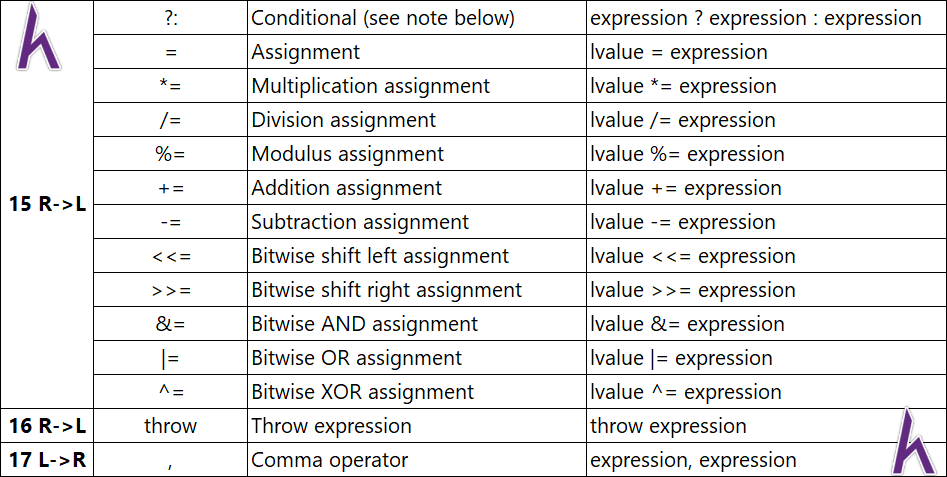 ?: Conditional (see note below) expression ? expression : expression
= Assignment lvalue = expression
*= Multiplication assignment lvalue *= expression
/= Division assignment lvalue /= expression
%= Modulus assignment lvalue %= expression
15 R->L += Addition assignment lvalue += expression
-= Subtraction assignment lvalue -= expression
<<= Bitwise shift left assignment lvalue <<= expression
>>= Bitwise shift right assignment lvalue >>= expression
&= Bitwise AND assignment lvalue &= expression
|= Bitwise OR assignment lvalue |= expression
^= Bitwise XOR assignment lvalue ^= expression
16 R->L throw Throw expression throw expression
17 L->R , Comma operator expression, expression